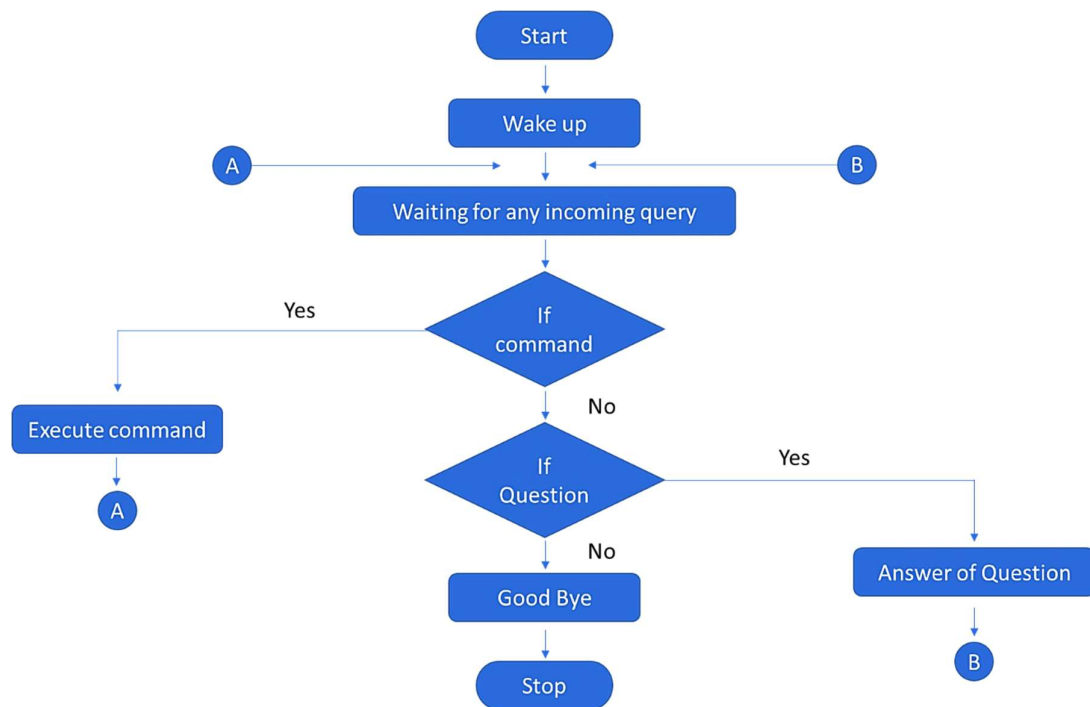 Start
Wake up
A
B
Waiting for any incoming query
Yes
If
command
No
Execute command
If
Question
Yes
A
No
Answer of Question
Good Bye
B
Stop